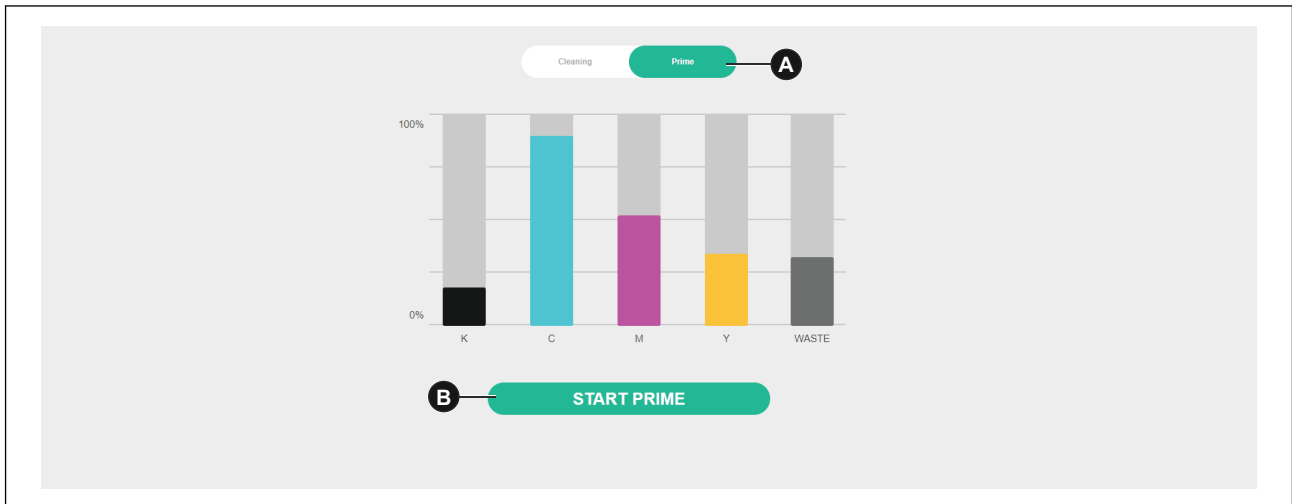 Cleaning Prime A
100%
0%
K C M Y WASTE
B START PRIME